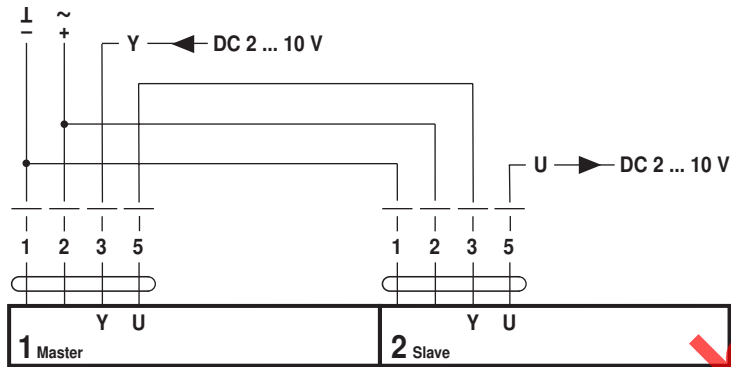 ⊥ ~
− +
Y DC 2 ... 10 V
U DC 2 ... 10 V
1 2 3 5 1 2 3 5
Y U Y U
1 Master 2 Slave